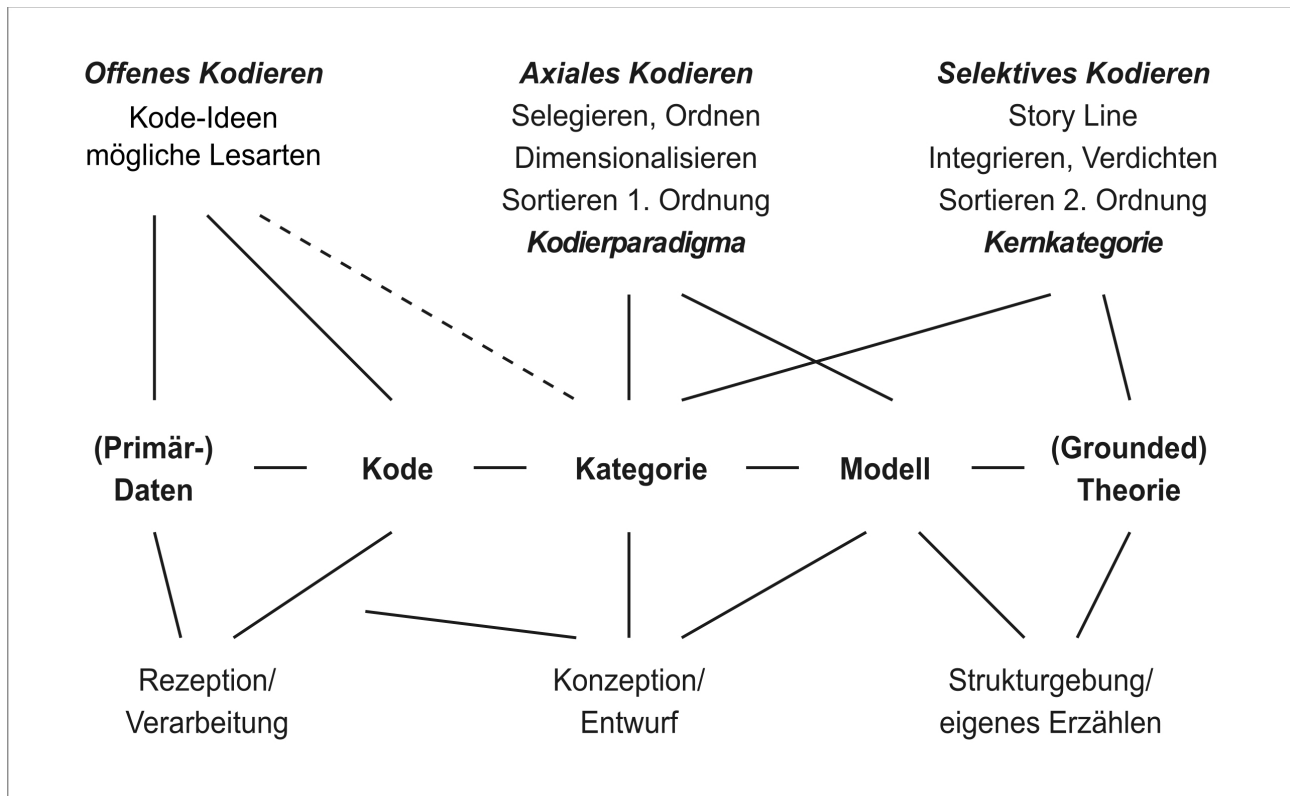 Offenes Kodieren
Kode-Ideen
mögliche Lesarten
Axiales Kodieren
Selegieren, Ordnen
Dimensionalisieren
Sortieren 1. Ordnung
Kodierparadigma
Selektives Kodieren
Story Line
Integrieren, Verdichten
Sortieren 2. Ordnung
Kernkategorie
(Primär-)
Daten
Kode
Kategorie
Modell
(Grounded)
Theorie
Rezeption/
Verarbeitung
Konzeption/
Entwurf
Strukturgebung/
eigenes Erzählen